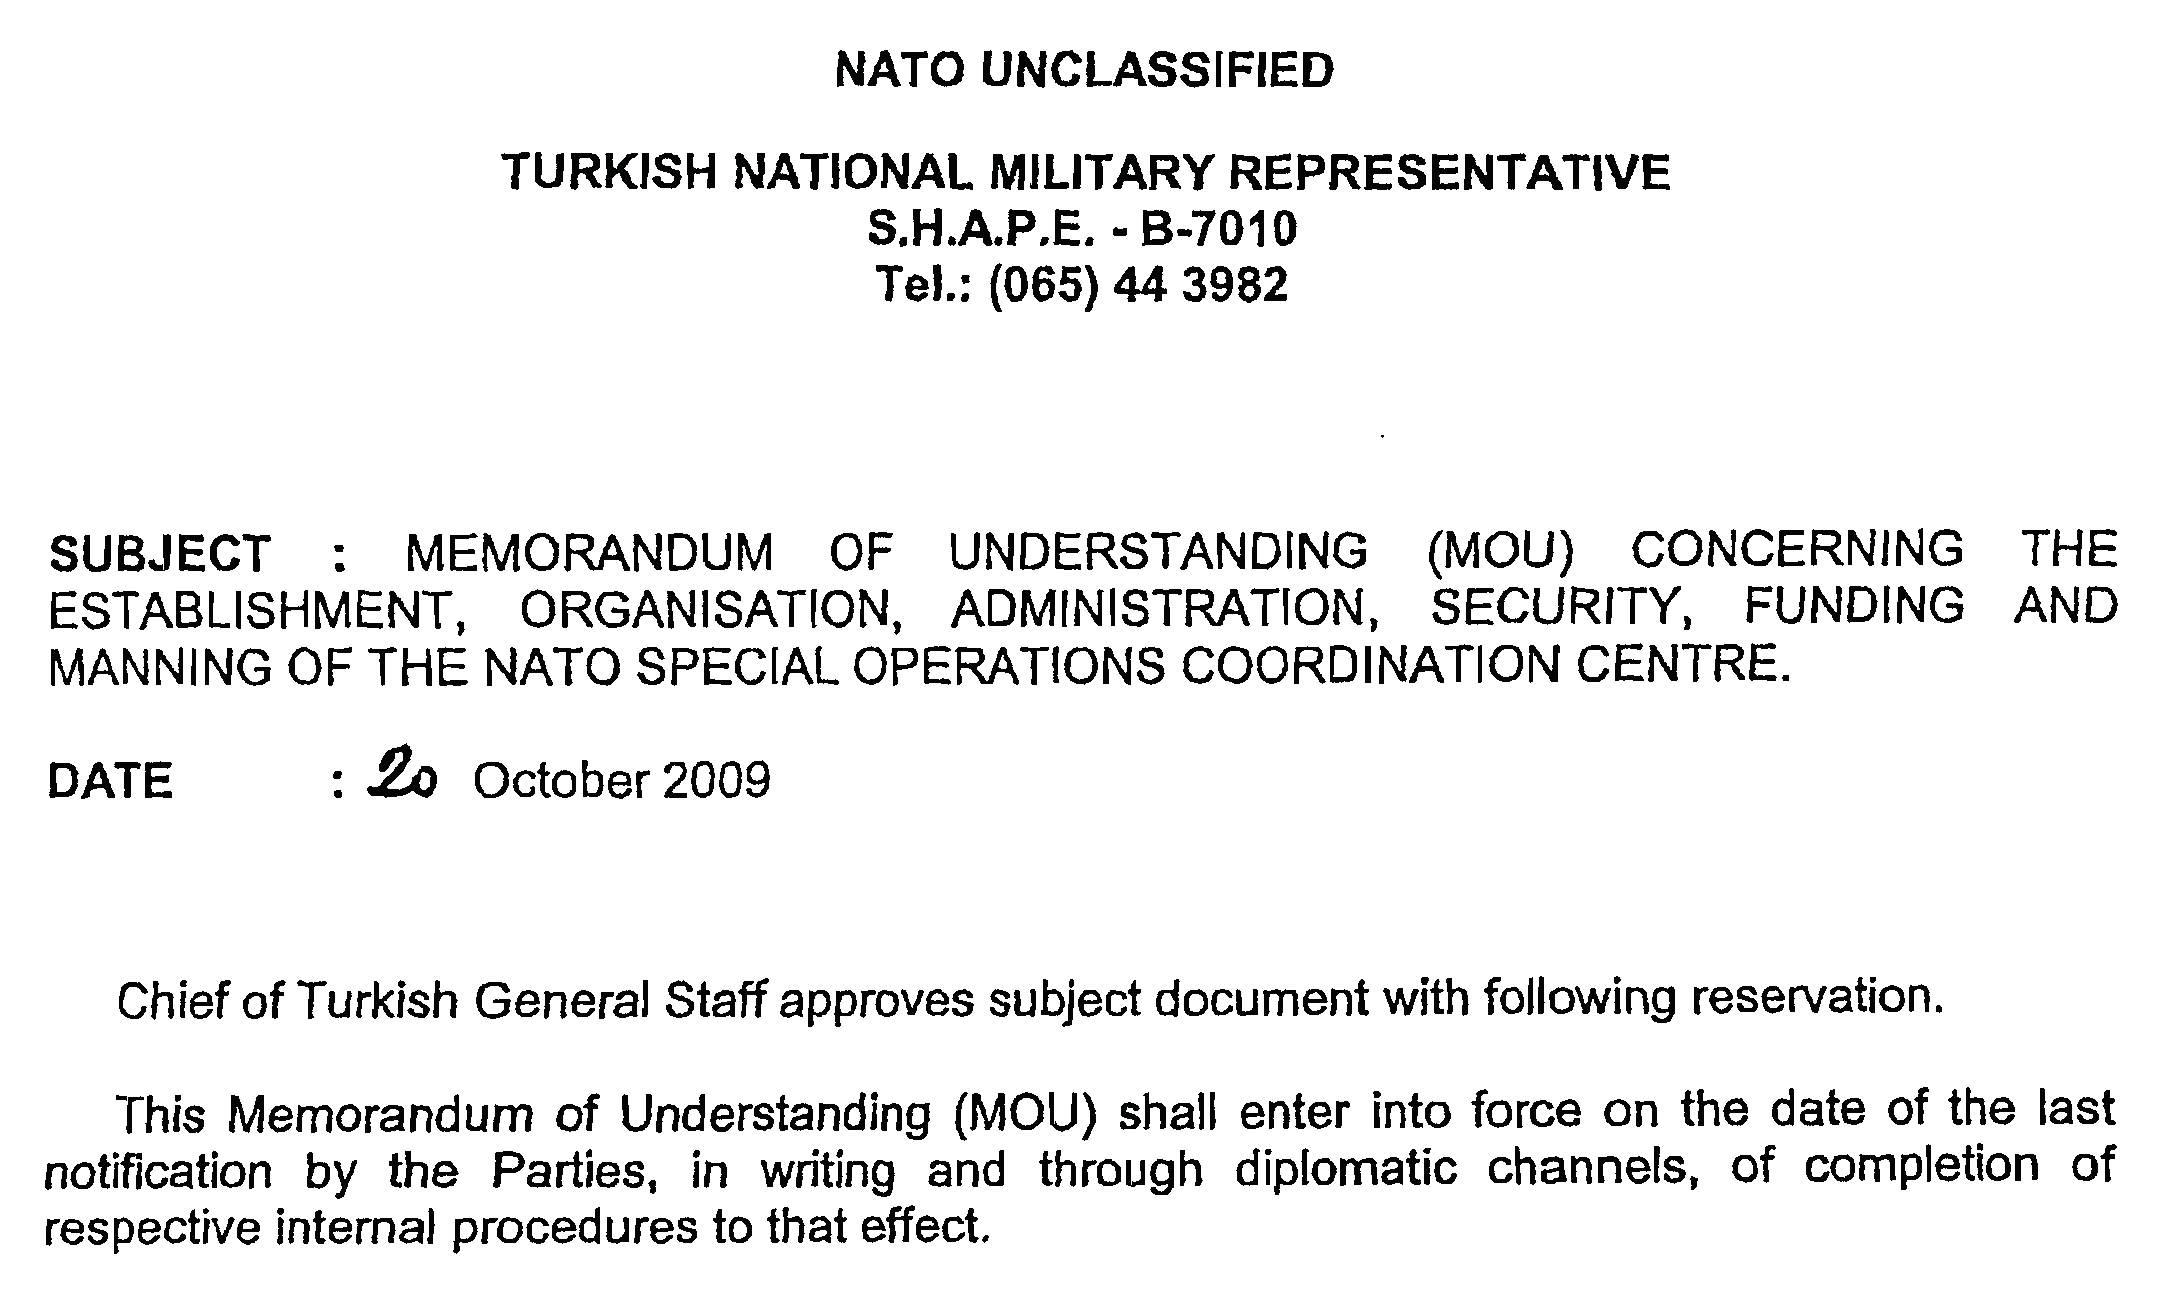 NATO UNCLASSIFIED
TURKISH NATIONAL MILITARY REPRESENTATIVE
S.H.A.P.E. - B-7010
Tel.: (065) 44 3982
SUBJECT : MEMORANDUM OF UNDERSTANDING (MOU) CONCERNING THE
ESTABLISHMENT, ORGANISATION, ADMINISTRATION, SECURITY, FUNDING AND
MANNING OF THE NATO SPECIAL OPERATIONS COORDINATION CENTRE.
DATE : 20 October 2009
Chief of Turkish General Staff approves subject document with following reservation.
This Memorandum of Understanding (MOU) shall enter into force on the date of the last
notification by the Parties, in writing and through diplomatic channels, of completion of
respective internal procedures to that effect.